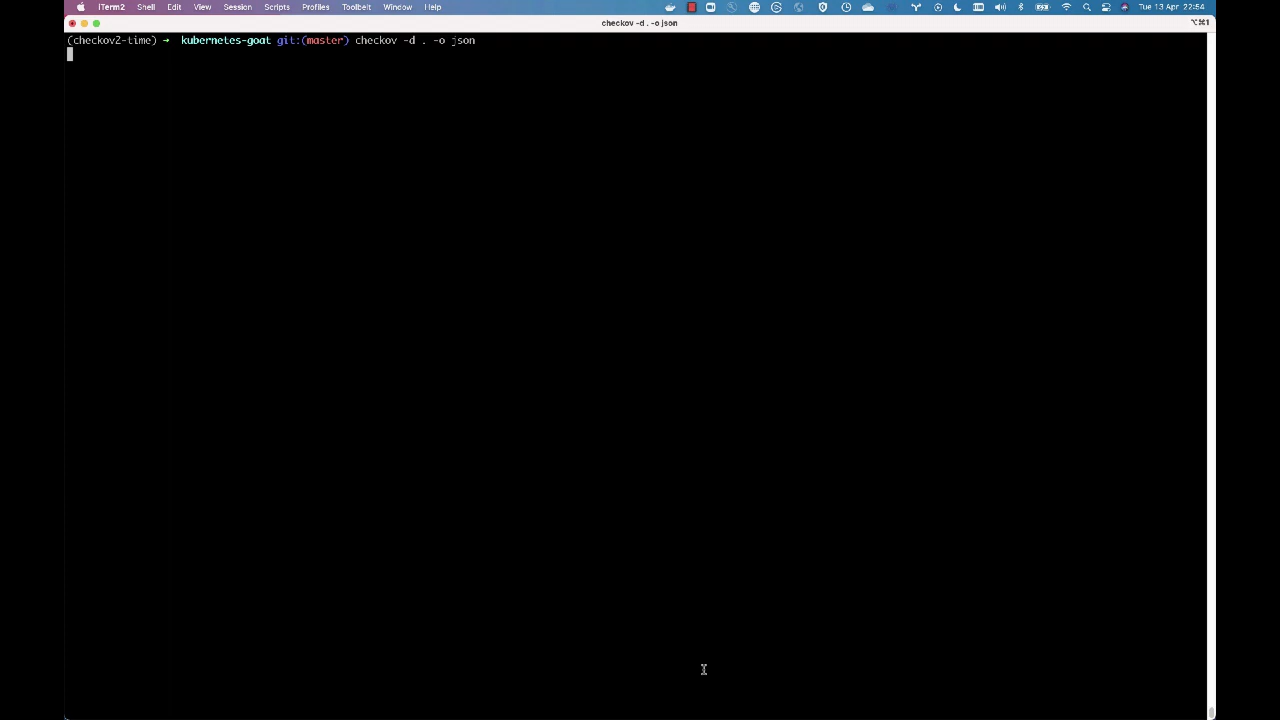 iTerm2 Shell Edit View Session Scripts Profiles Toolbelt Window Help Tue 13 Apr 22:54
checkov -d . -o json
⌥⌘1
(checkov2-time) → kubernetes-goat git:(master) checkov -d . -o json